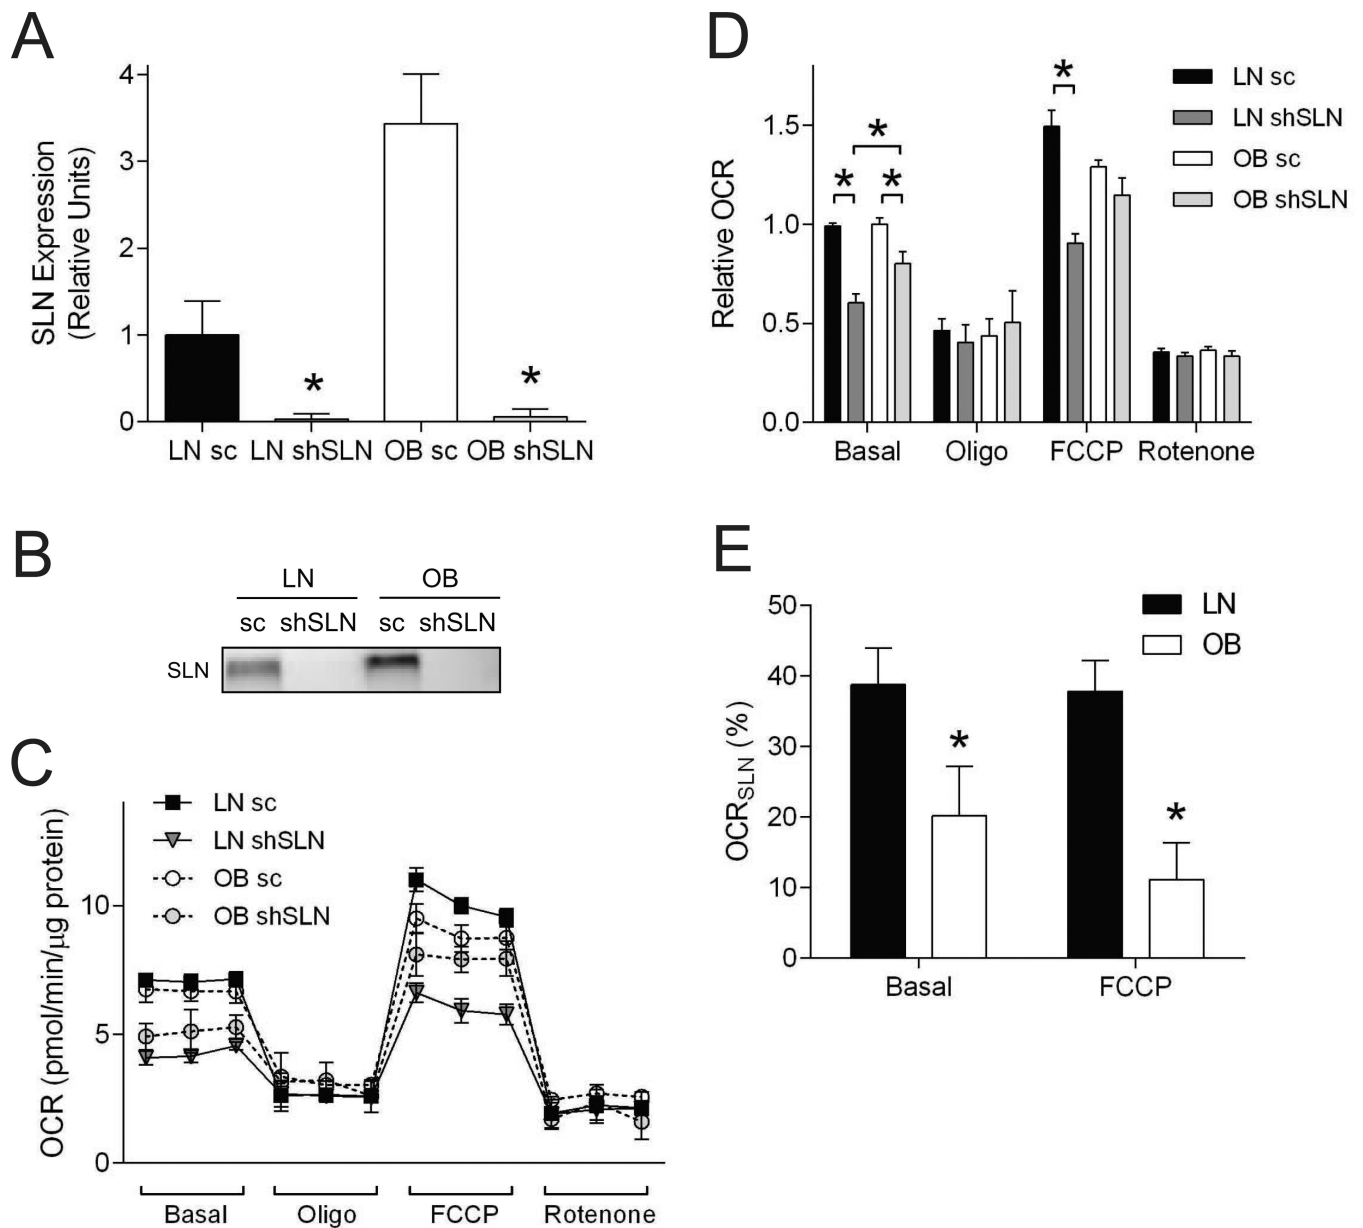 A
SLN Expression
(Relative Units)
4
3
2
1
0
*
*
LN sc
LN shSLN
OB sc
OB shSLN
B
LN
OB
sc
shSLN
sc
shSLN
SLN
C
OCR (pmol/min/µg protein)
LN sc
LN shSLN
OB sc
OB shSLN
10
5
0
Basal
Oligo
FCCP
Rotenone
D
Relative OCR
LN sc
LN shSLN
OB sc
OB shSLN
1.5
1.0
0.5
0.0
*
*
*
*
Basal
Oligo
FCCP
Rotenone
E
OCRSLN (%)
LN
OB
50
40
30
20
10
0
*
*
Basal
FCCP